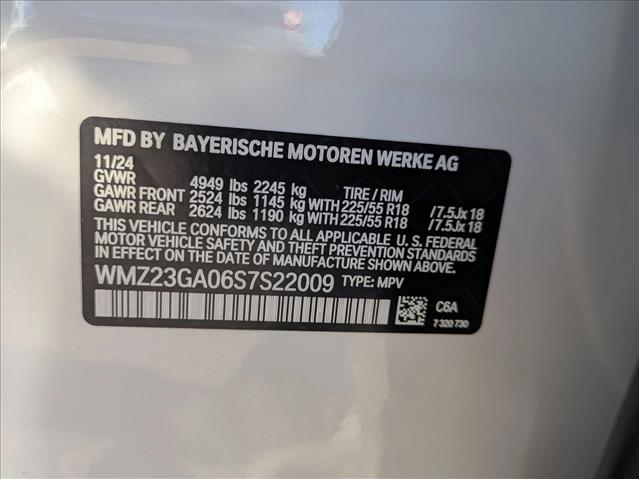 MFD BY BAYERISCHE MOTOREN WERKE AG
11/24
GVWR 4949 lbs 2245 kg TIRE / RIM
GAWR FRONT 2524 lbs 1145 kg WITH 225/55 R18 /7.5Jx18
GAWR REAR 2624 lbs 1190 kg WITH 225/55 R18 /7.5Jx18
THIS VEHICLE CONFORMS TO ALL APPLICABLE U. S. FEDERAL
MOTOR VEHICLE SAFETY AND THEFT PREVENTION STANDARDS
IN EFFECT ON THE DATE OF MANUFACTURE SHOWN ABOVE.
WMZ23GA06S7S22009 TYPE: MPV
C6A
7 320 730